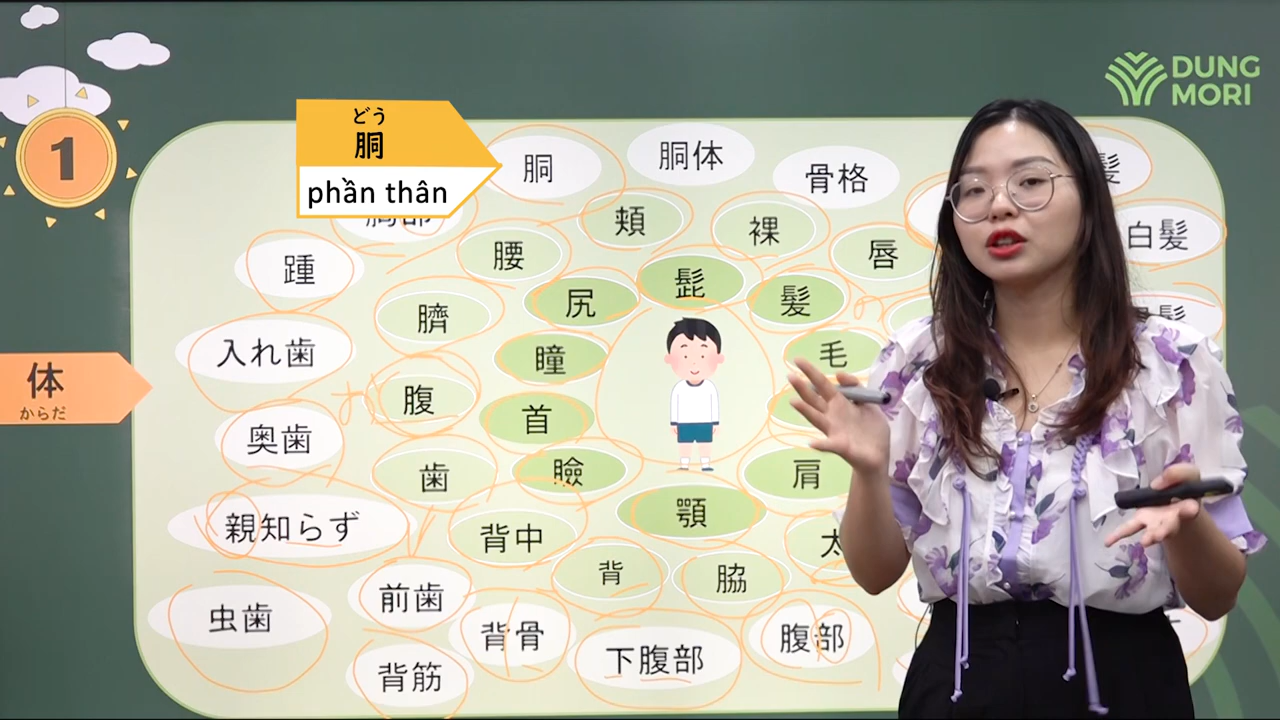 DUNG
MORI
1
どう
胴
phần thân
胴
胴体
骨格
髪
頬
裸
白髪
踵
腰
唇
髭
尻
髪
臍
入れ歯
瞳
毛
体
からだ
腹
首
奥歯
歯
瞼
肩
顎
親知らず
背中
太
背
脇
前歯
虫歯
背骨
腹部
下腹部
背筋